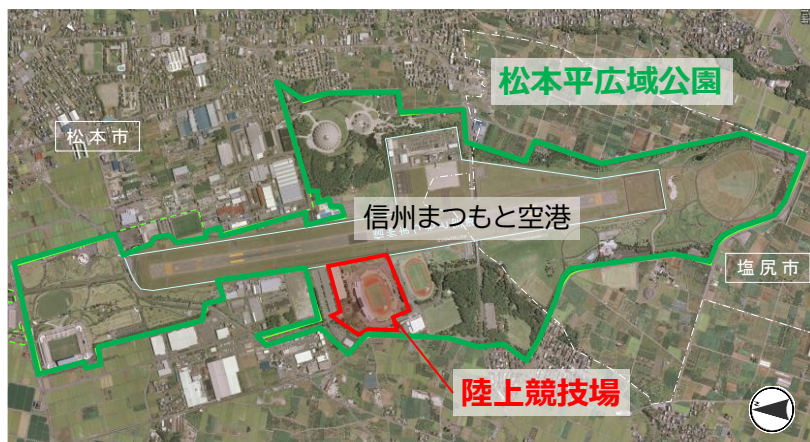 松本平広域公園
松本市
信州まつもと空港
塩尻市
陸上競技場